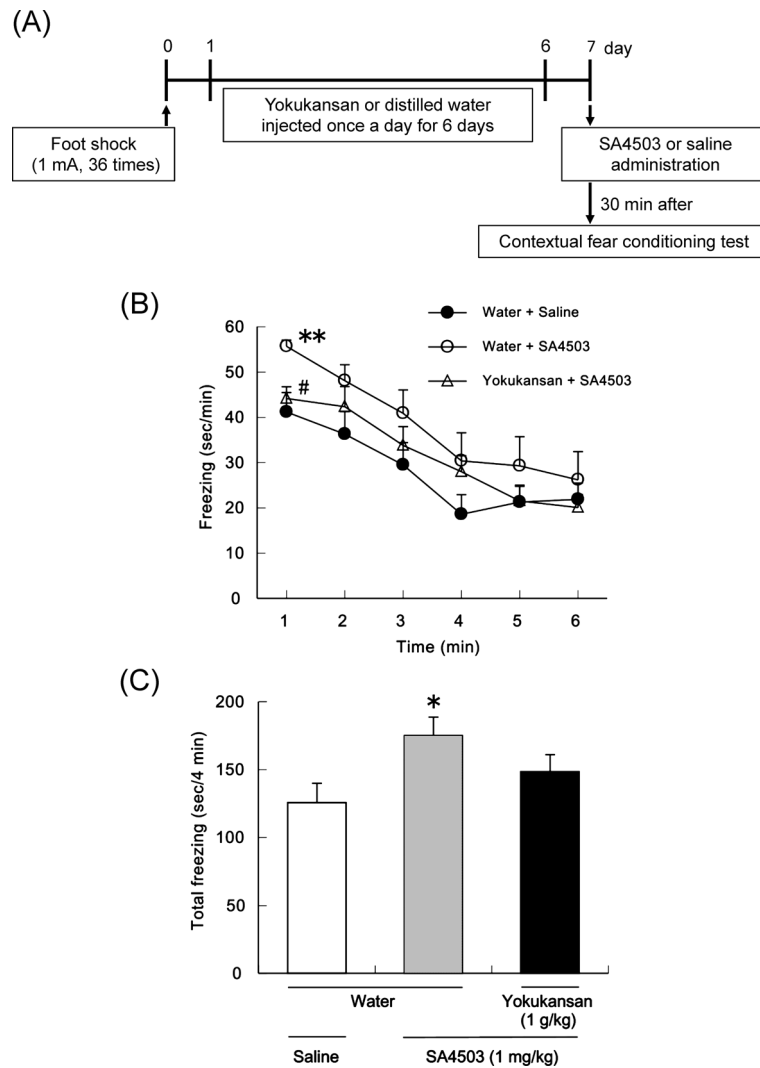 (A)
0 1 6 7 day
Yokukansan or distilled water
injected once a day for 6 days
Foot shock
(1 mA, 36 times)
SA4503 or saline
administration
30 min after
Contextual fear conditioning test
(B)
Water + Saline
Water + SA4503
Yokukansan + SA4503
Freezing (sec/min)
60
50
40
30
20
10
0
**
#
1 2 3 4 5 6
Time (min)
(C)
Total freezing (sec/4 min)
200
150
100
50
0
*
Water
Yokukansan
(1 g/kg)
Saline
SA4503 (1 mg/kg)